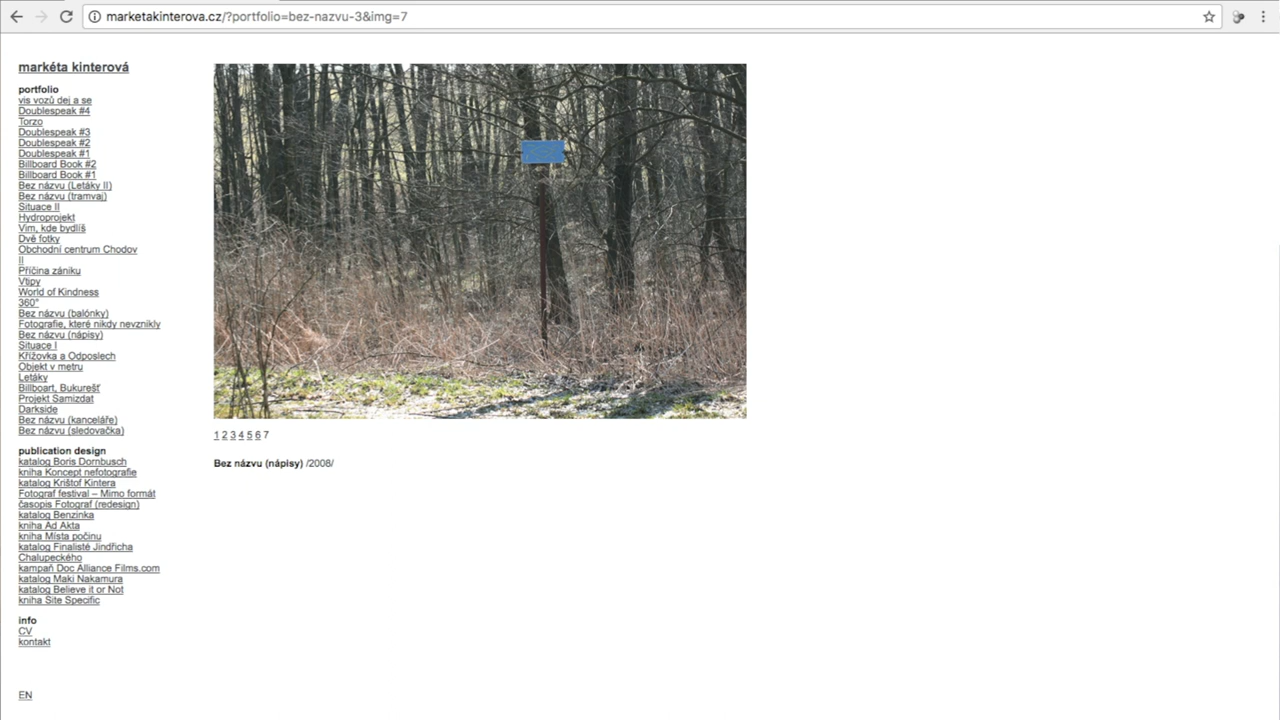 marketakinterova.cz/?portfolio=bez-nazvu-3&img=7
markéta kinterová
portfolio
vis vozů dej a se
Doublespeak #4
Torzo
Doublespeak #3
Doublespeak #2
Doublespeak #1
Billboard Book #2
Billboard Book #1
Bez názvu (Letáky II)
Bez názvu (tramvaj)
Situace II
Hydroprojekt
Vim, kde bydlíš
Dvě fotky
Obchodní centrum Chodov
II
Příčina zániku
Vtipy
World of Kindness
360°
Bez názvu (balónky)
Fotografie, které nikdy nevznikly
Bez názvu (nápisy)
Situace I
Křížovka a Odposlech
Objekt v metru
Letáky
Billboart, Bukurešť
Projekt Samizdat
Darkside
Bez názvu (kanceláře)
Bez názvu (sledovačka)
publication design
katalog Boris Dornbusch
kniha Koncept nefotografie
katalog Krištof Kintera
Fotograf festival – Mimo formát
časopis Fotograf (redesign)
katalog Benzinka
kniha Ad Akta
kniha Místa počinu
katalog Finalisté Jindřicha
Chalupeckého
kampaň Doc Alliance Films.com
katalog Maki Nakamura
katalog Believe it or Not
kniha Site Specific
info
CV
kontakt
EN
1 2 3 4 5 6 7
Bez názvu (nápisy) /2008/